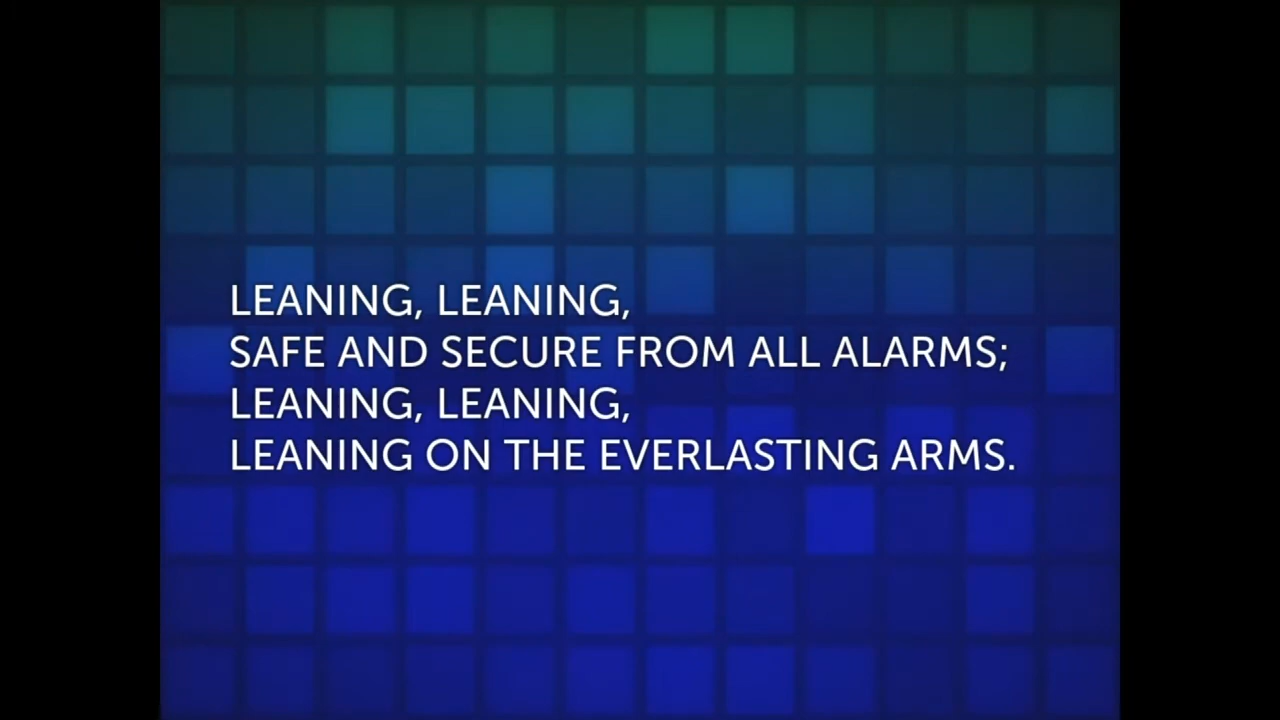 LEANING, LEANING,
SAFE AND SECURE FROM ALL ALARMS;
LEANING, LEANING,
LEANING ON THE EVERLASTING ARMS.